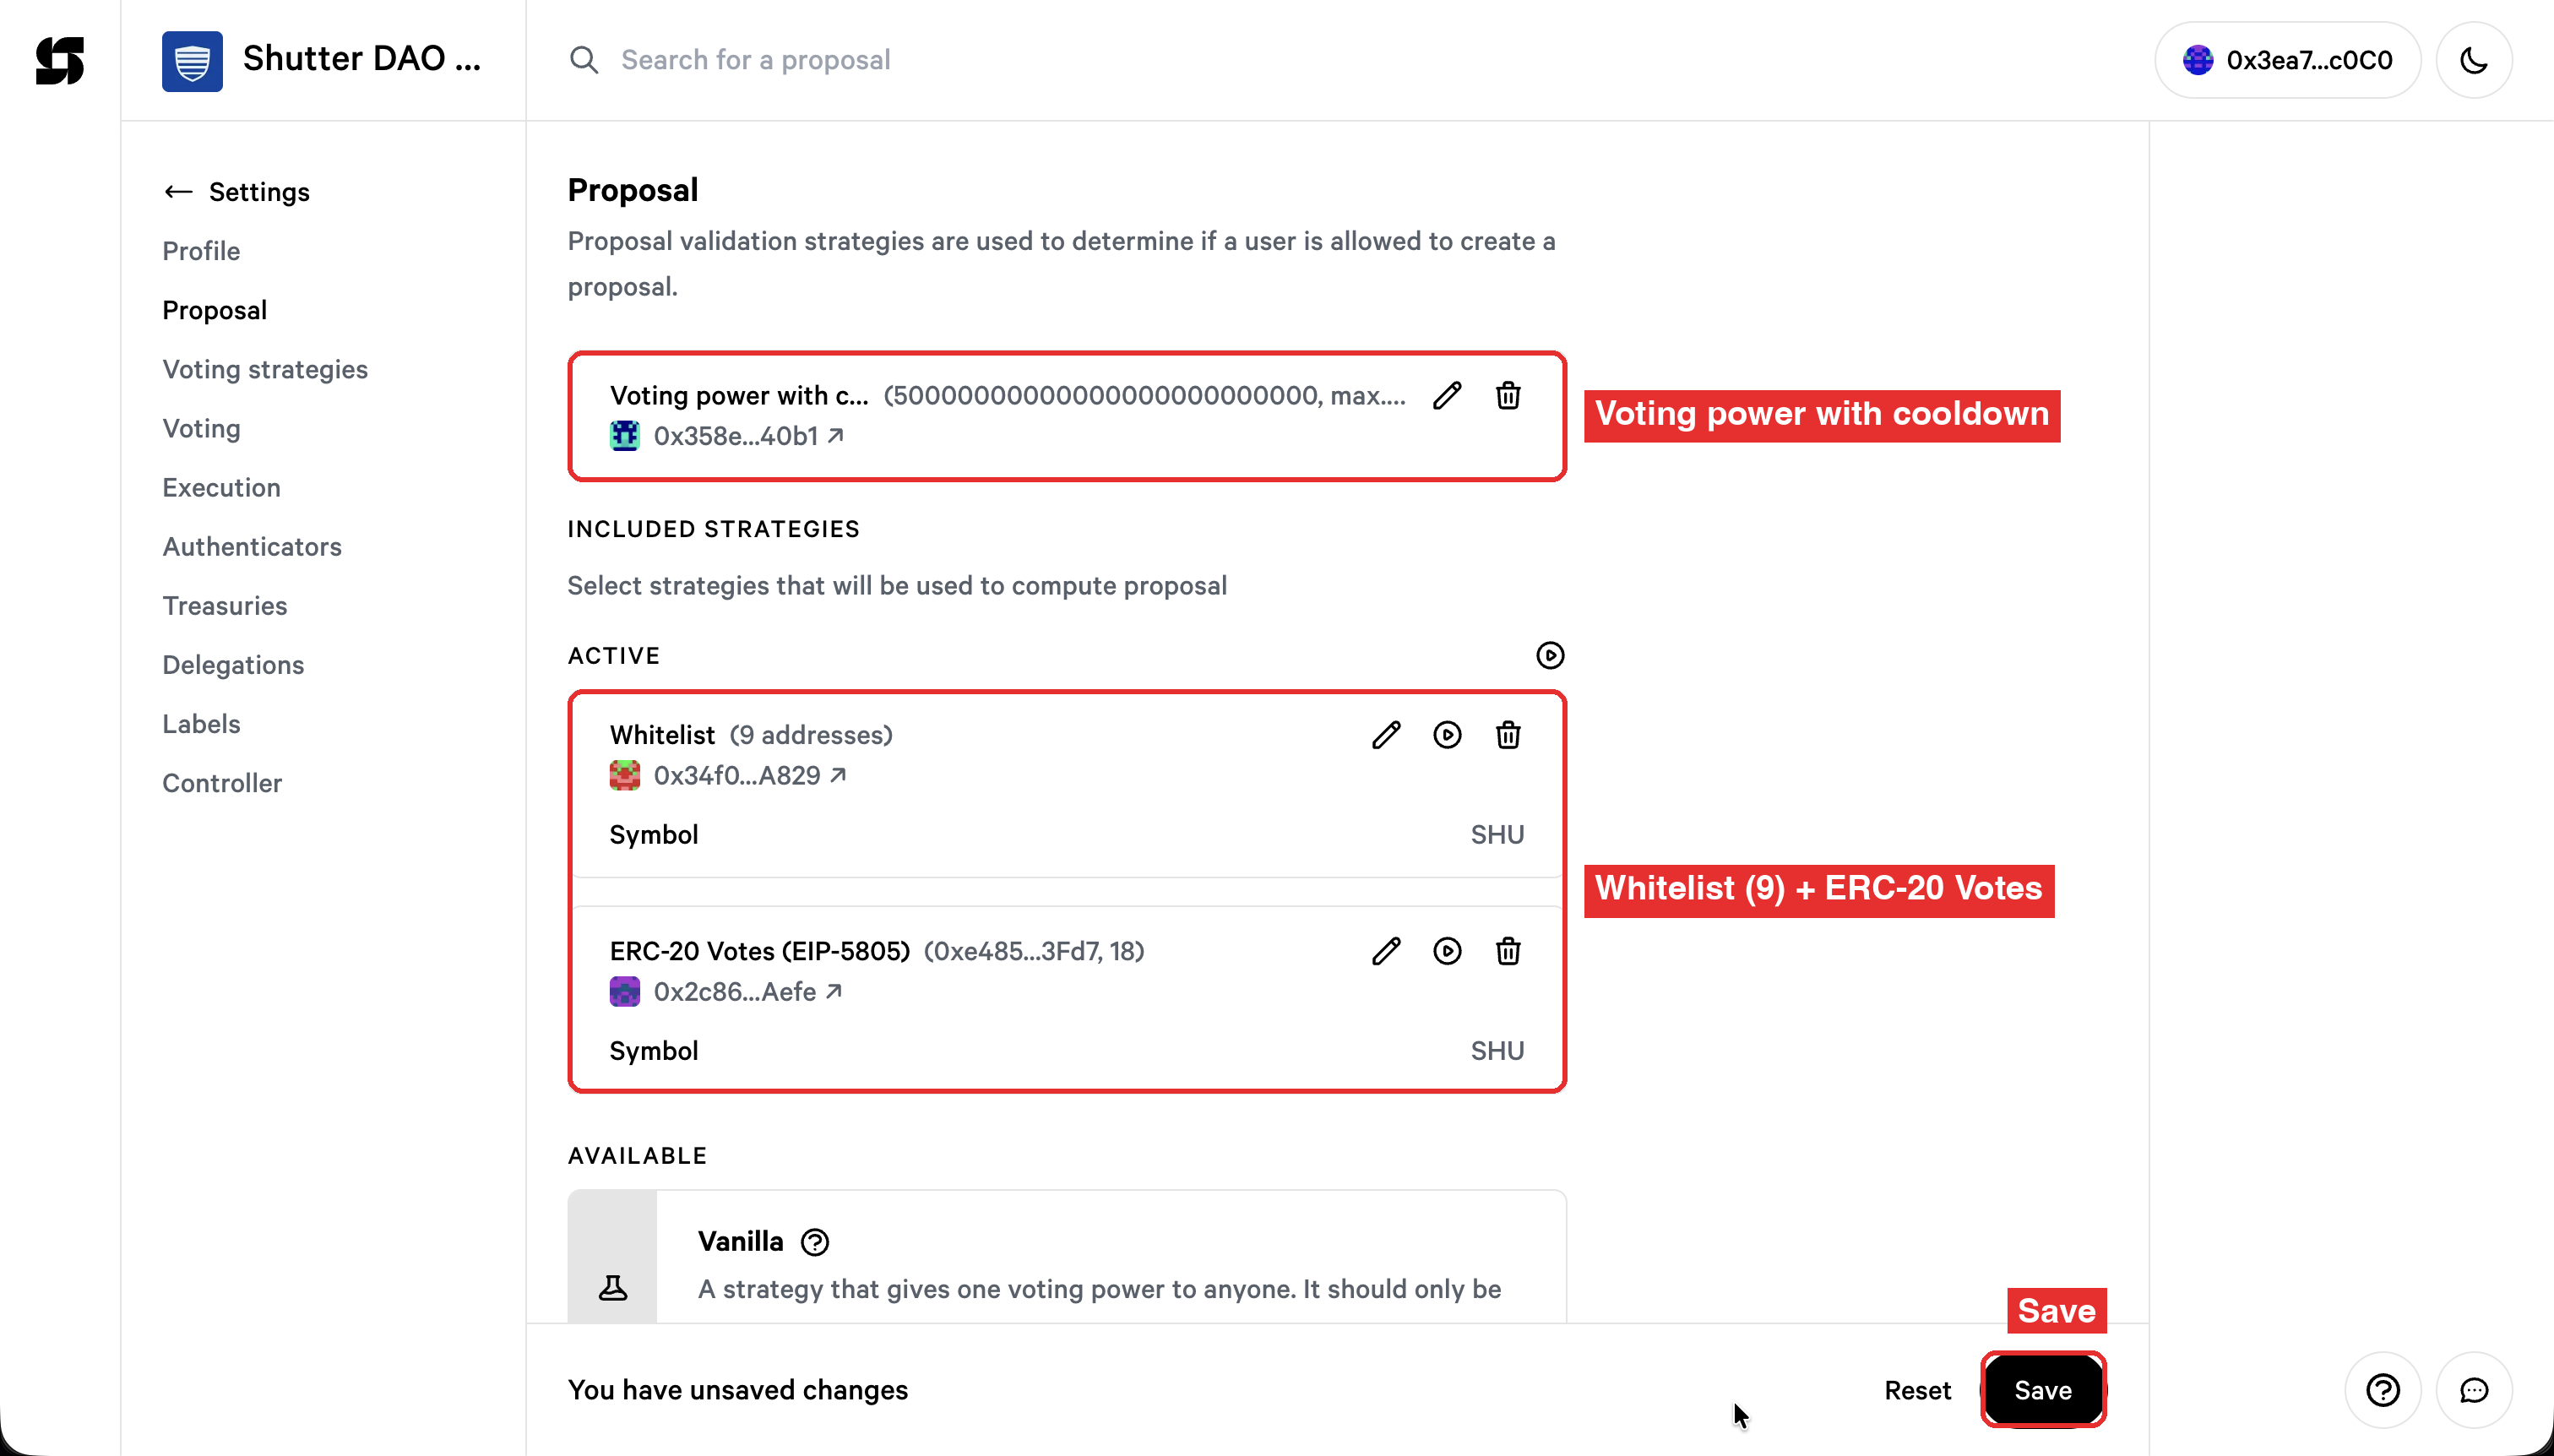 Shutter DAO ...
Search for a proposal
0x3ea7...c0C0
Settings
Profile
Proposal
Voting strategies
Voting
Execution
Authenticators
Treasuries
Delegations
Labels
Controller
Proposal
Proposal validation strategies are used to determine if a user is allowed to create a
proposal.
Voting power with c... (50000000000000000000000000, max....
0x358e...40b1
Voting power with cooldown
INCLUDED STRATEGIES
Select strategies that will be used to compute proposal
ACTIVE
Whitelist (9 addresses)
0x34f0...A829
Symbol SHU
Whitelist (9) + ERC-20 Votes
ERC-20 Votes (EIP-5805) (0xe485...3Fd7, 18)
0x2c86...Aefe
Symbol SHU
AVAILABLE
Vanilla
A strategy that gives one voting power to anyone. It should only be
Save
You have unsaved changes
Reset
Save